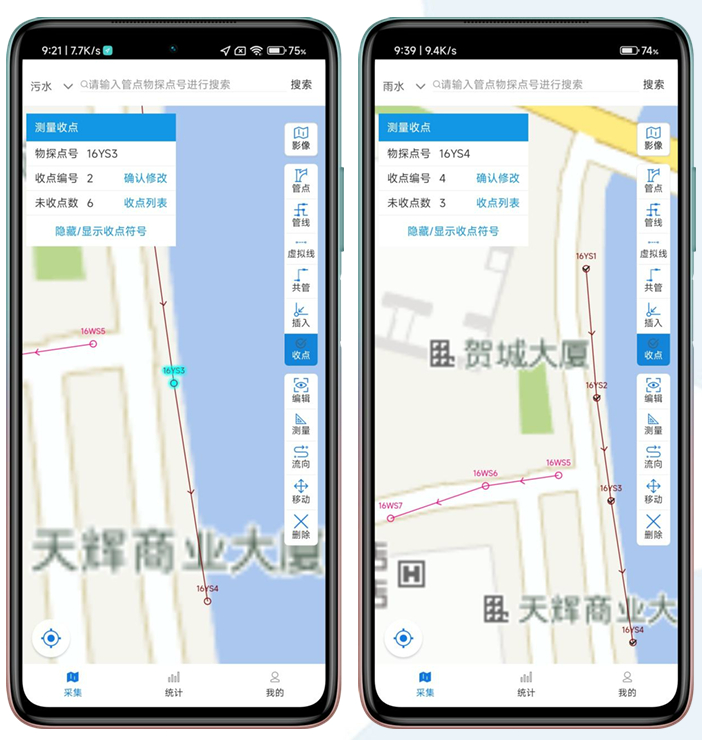 9:21 | 7.7K/s
75%
污水
请输入管点物探点号进行搜索
搜索
测量收点
物探点号 16YS3
收点编号 2 确认修改
未收点数 6 收点列表
隐藏/显示收点符号
影像
管点
管线
虚拟线
共管
插入
收点
编辑
测量
流向
移动
删除
16WS5
16YS3
天辉商业大厦
16YS4
采集
统计
我的
9:39 | 9.4K/s
74%
雨水
请输入管点物探点号进行搜索
搜索
测量收点
物探点号 16YS4
收点编号 4 确认修改
未收点数 3 收点列表
隐藏/显示收点符号
影像
管点
管线
虚拟线
共管
插入
收点
编辑
测量
流向
移动
删除
16YS1
贺城大厦
16YS2
16WS5
16WS6
16YS3
16WS7
H
天辉商业大
16YS4
采集
统计
我的